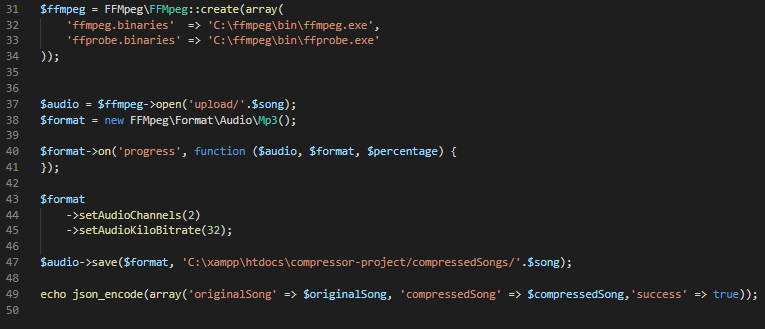 31 $ffmpeg = FFMpeg\FFMpeg::create(array(
32     'ffmpeg.binaries'  => 'C:\ffmpeg\bin\ffmpeg.exe',
33     'ffprobe.binaries' => 'C:\ffmpeg\bin\ffprobe.exe'
34 ));
35
36
37 $audio = $ffmpeg->open('upload/'.$song);
38 $format = new FFMpeg\Format\Audio\Mp3();
39
40 $format->on('progress', function ($audio, $format, $percentage) {
41 });
42
43 $format
44     ->setAudioChannels(2)
45     ->setAudioKiloBitrate(32);
46
47 $audio->save($format, 'C:\xampp\htdocs\compressor-project/compressedSongs/'.$song);
48
49 echo json_encode(array('originalSong' => $originalSong, 'compressedSong' => $compressedSong,'success' => true));
50